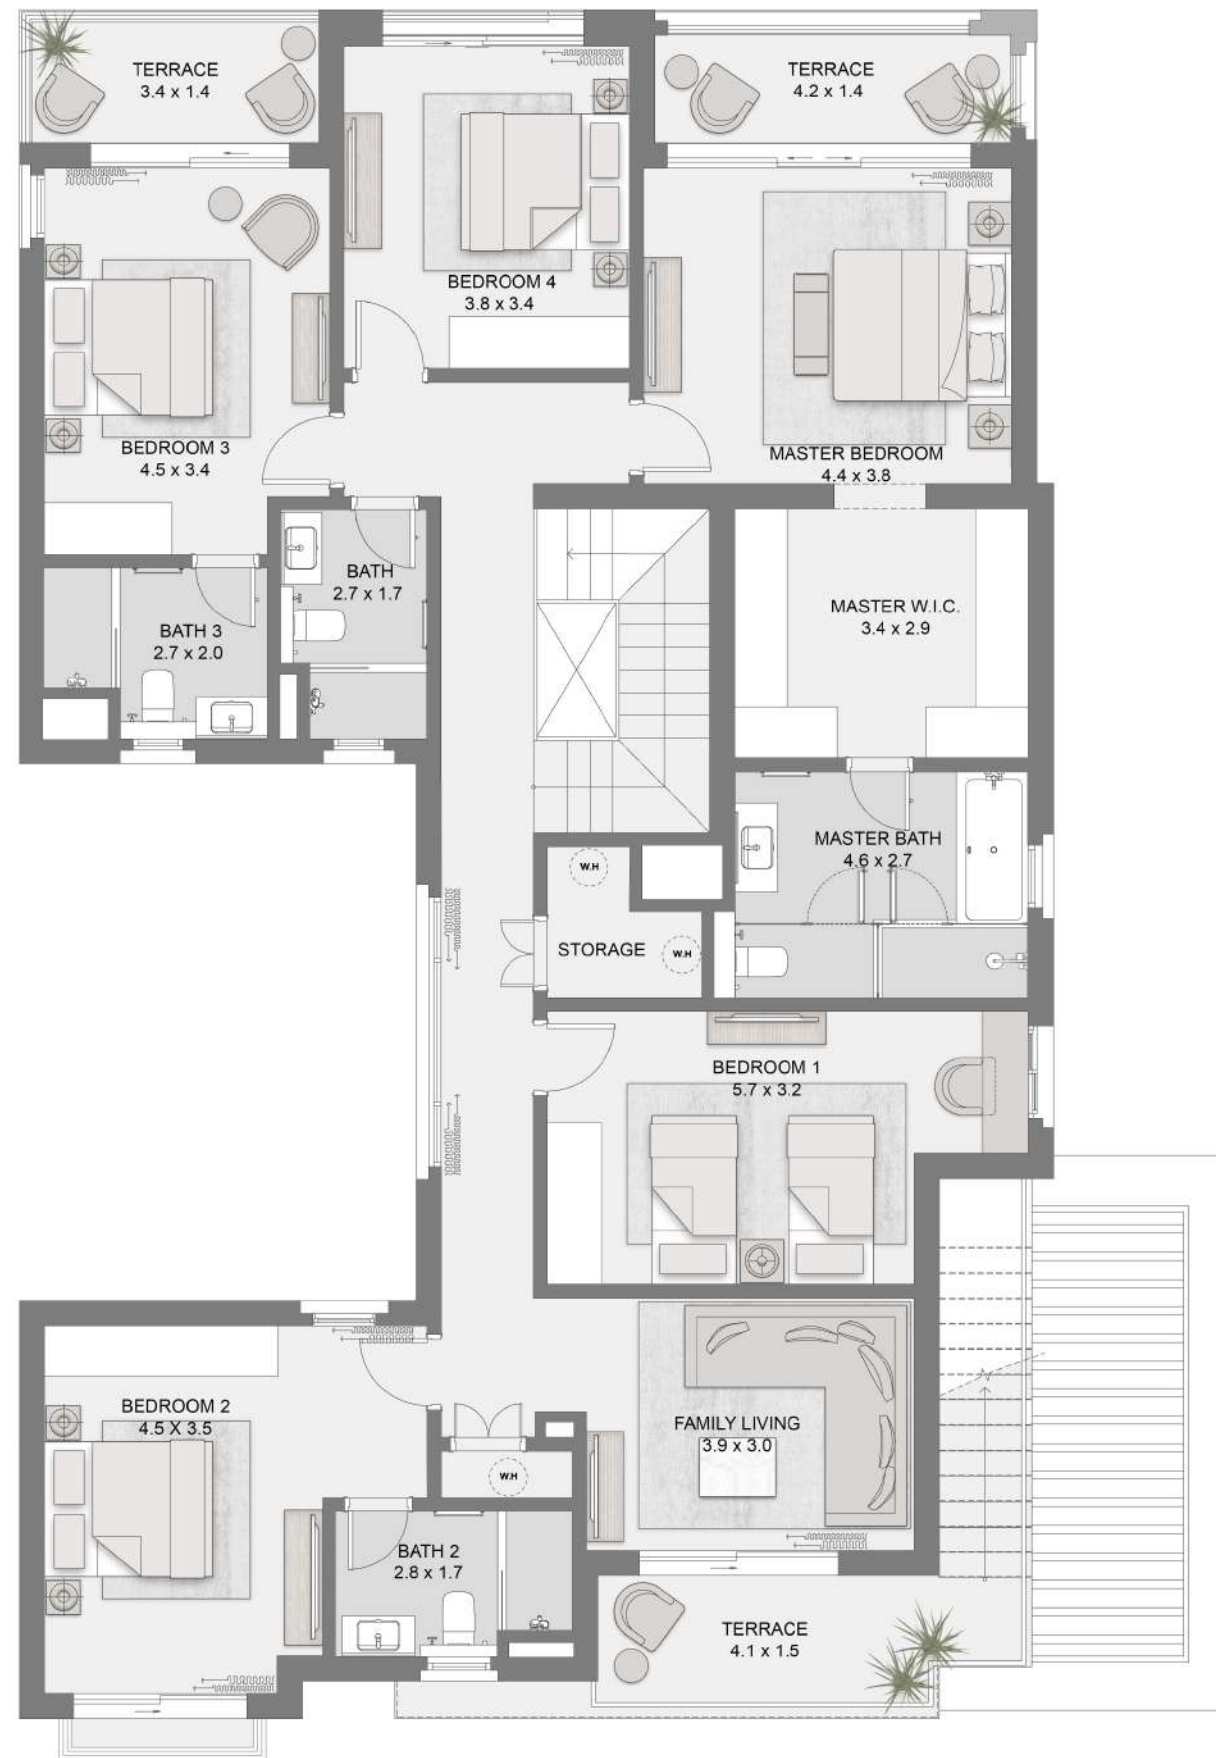 TERRACE
3.4 x 1.4
TERRACE
4.2 x 1.4
BEDROOM 4
3.8 x 3.4
BEDROOM 3
4.5 x 3.4
MASTER BEDROOM
4.4 x 3.8
BATH
2.7 x 1.7
MASTER W.I.C.
3.4 x 2.9
BATH 3
2.7 x 2.0
MASTER BATH
4.6 x 2.7
W.H
STORAGE
W.H
BEDROOM 1
5.7 x 3.2
BEDROOM 2
4.5 X 3.5
FAMILY LIVING
3.9 x 3.0
W.H
BATH 2
2.8 x 1.7
TERRACE
4.1 x 1.5